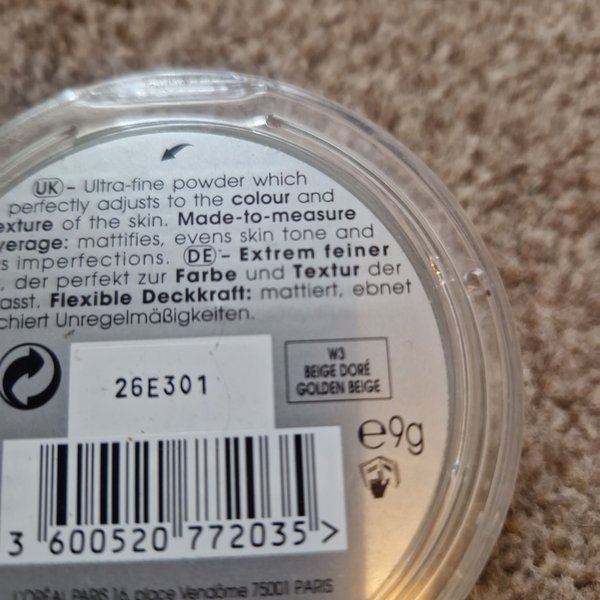 UK – Ultra-fine powder which
perfectly adjusts to the colour and
exture of the skin. Made-to-measure
verage: mattifies, evens skin tone and
s imperfections. DE – Extrem feiner
, der perfekt zur Farbe und Textur der
asst. Flexible Deckkraft: mattiert, ebnet
chiert Unregelmäßigkeiten.
26E301
W3
BEIGE DORÉ
GOLDEN BEIGE
e9g
3 600520 772035 >
L'ORÉAL PARIS 16, place Vendôme 75001 PARIS